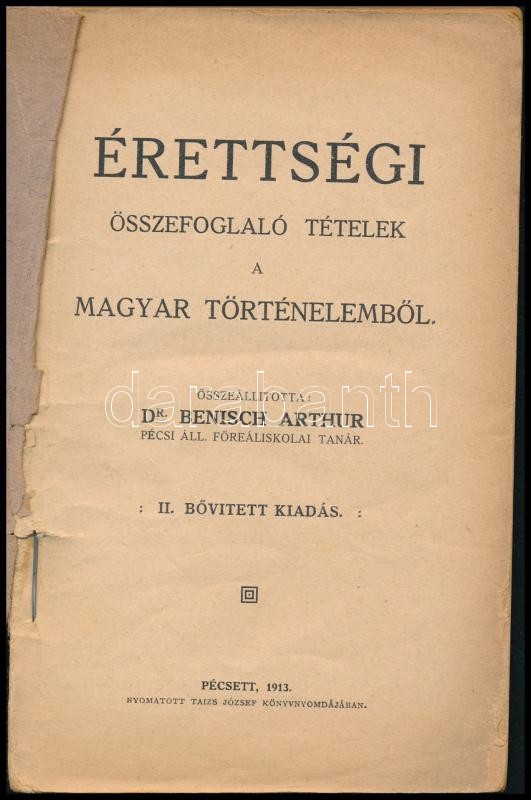 ÉRETTSÉGI
ÖSSZEFOGLALÓ TÉTELEK
A
MAGYAR TÖRTÉNELEMBŐL.
ÖSSZEÁLLITOTTA:
darabanth
DR. BENISCH ARTHUR
PÉCSI ÁLL. FŐREÁLISKOLAI TANÁR.
: II. BŐVITETT KIADÁS. :
PÉCSETT, 1913.
NYOMATOTT TAIZS JÓZSEF KÖNYVNYOMDÁJÁBAN.